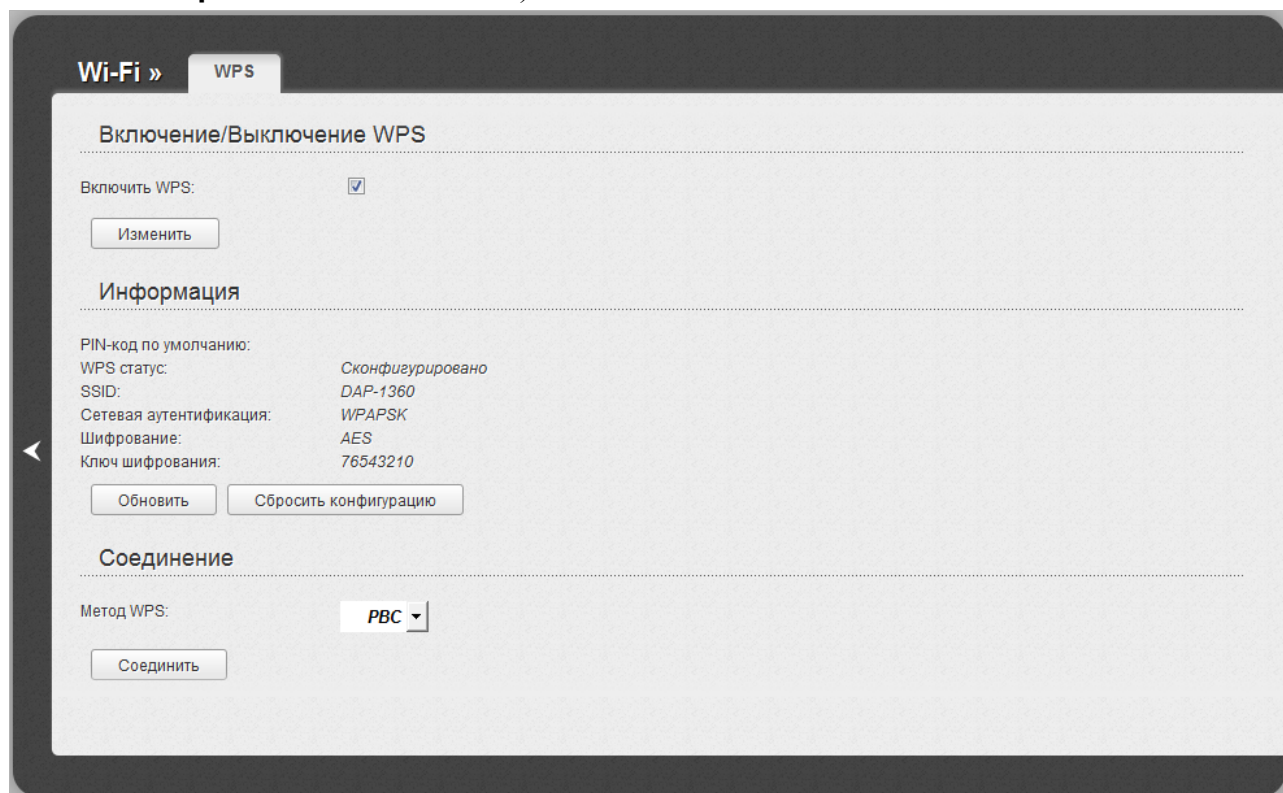 Wi-Fi » WPS
Включение/Выключение WPS
Включить WPS:
Изменить
Информация
PIN-код по умолчанию:
WPS статус: Сконфигурировано
SSID: DAP-1360
Сетевая аутентификация: WPAPSK
Шифрование: AES
Ключ шифрования: 76543210
Обновить Сбросить конфигурацию
Соединение
Метод WPS: PBC
Соединить